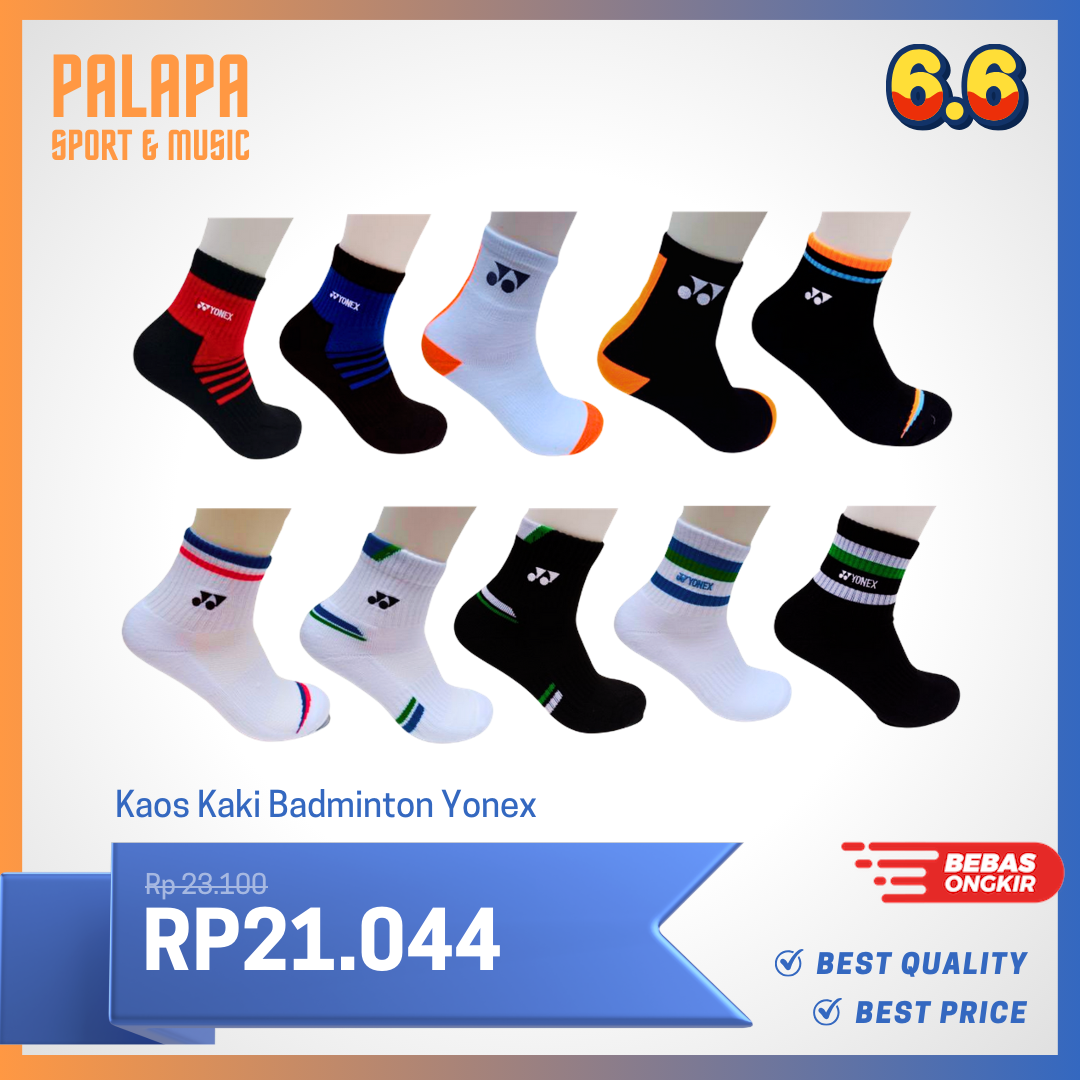 PALAPA
SPORT & MUSIC
6.6
YONEX
YONEX
YONEX
YONEX
Kaos Kaki Badminton Yonex
Rp 23.100
RP21.044
BEBAS
ONGKIR
BEST QUALITY
BEST PRICE